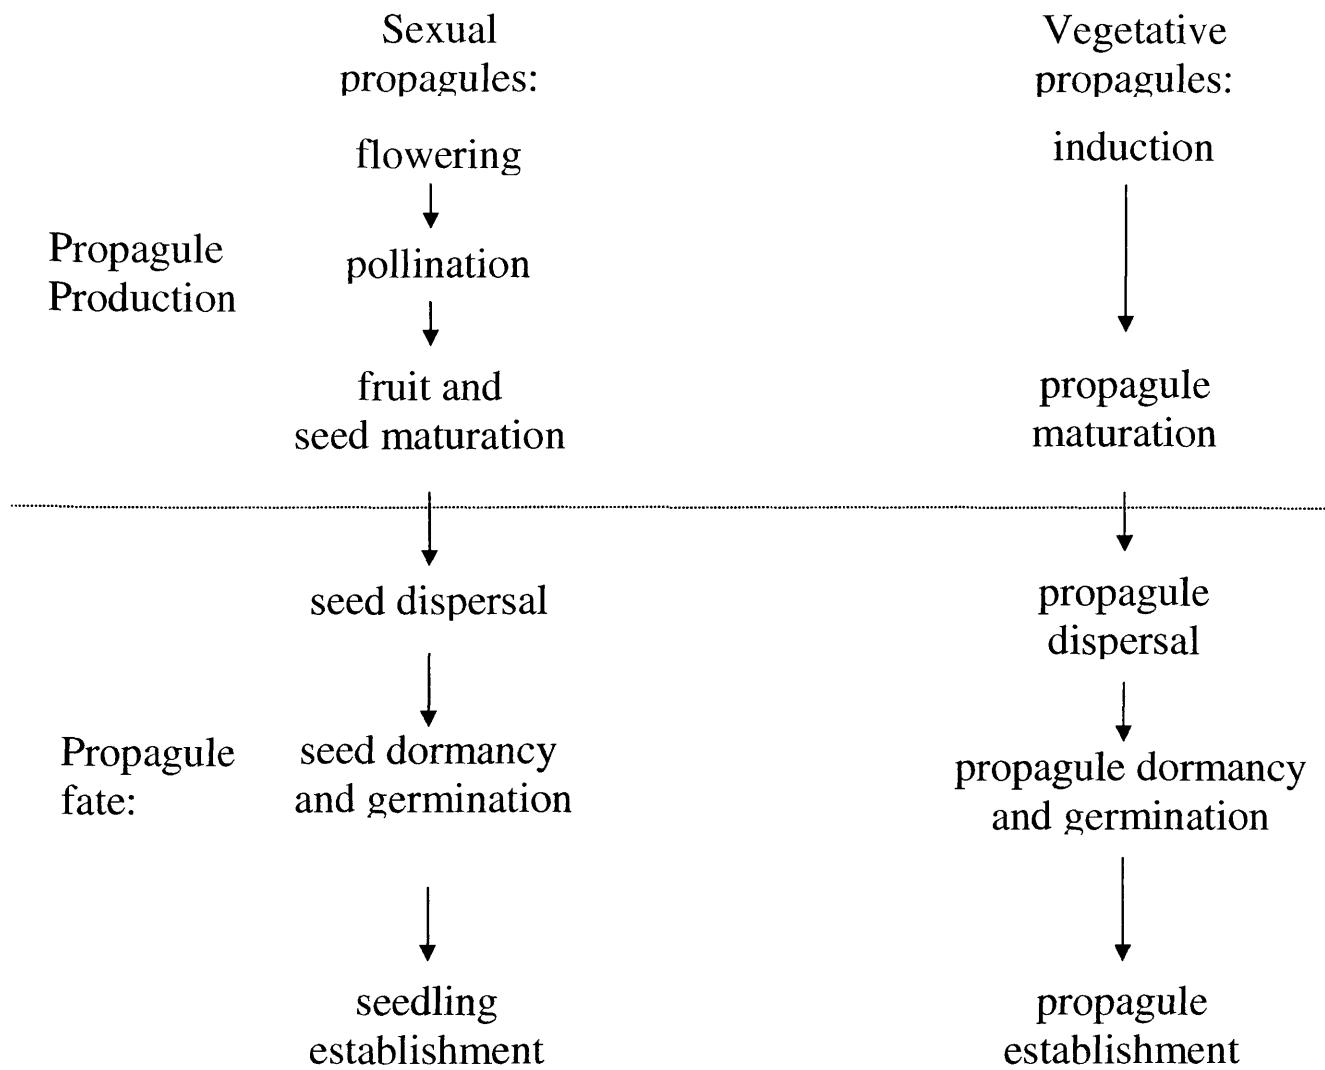 Sexual
propagules:
Vegetative
propagules:
flowering
induction
Propagule
Production
pollination
fruit and
seed maturation
propagule
maturation
seed dispersal
propagule
dispersal
Propagule
fate:
seed dormancy
and germination
propagule dormancy
and germination
seedling
establishment
propagule
establishment